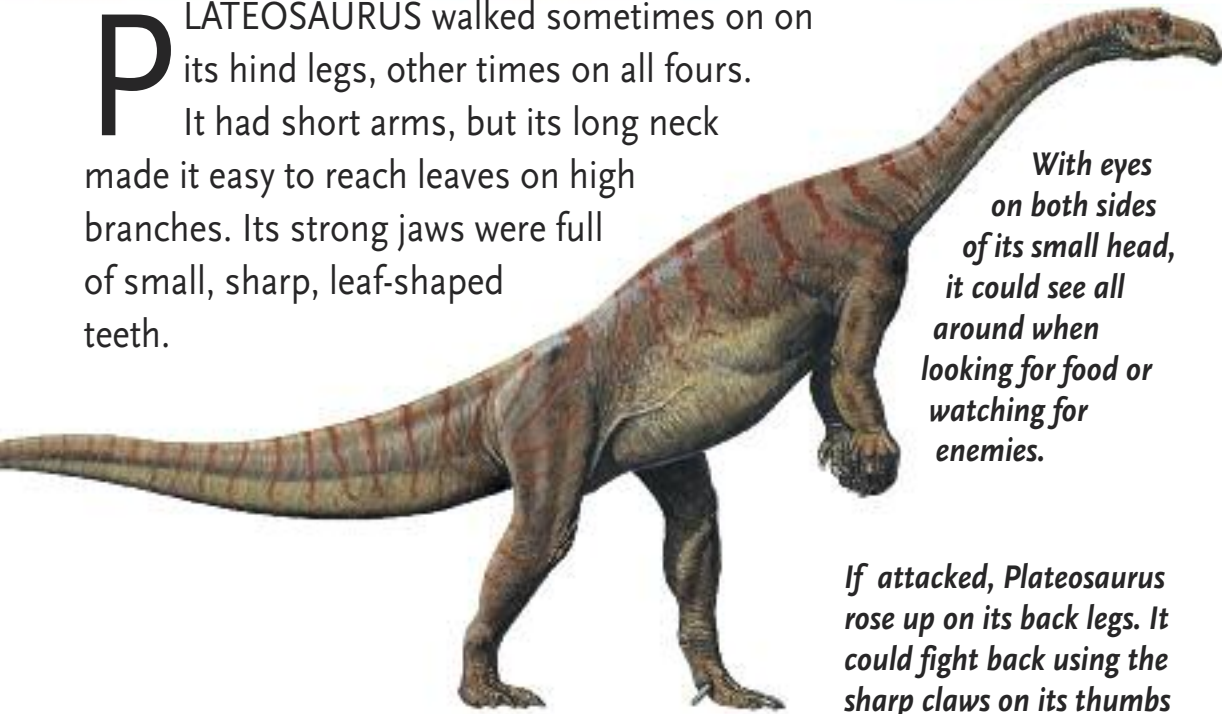 PLATEOSAURUS walked sometimes on on
its hind legs, other times on all fours.
It had short arms, but its long neck
made it easy to reach leaves on high
branches. Its strong jaws were full
of small, sharp, leaf-shaped
teeth.
With eyes
on both sides
of its small head,
it could see all
around when
looking for food or
watching for
enemies.
If attacked, Plateosaurus
rose up on its back legs. It
could fight back using the
sharp claws on its thumbs